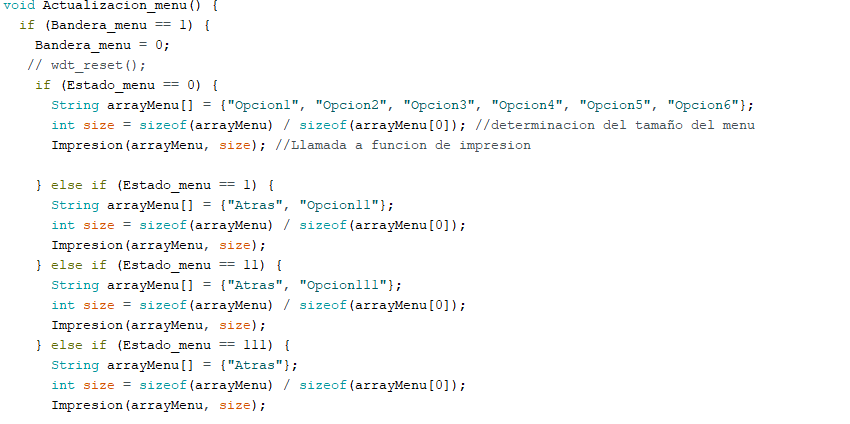 void Actualizacion_menu() {
if (Bandera_menu == 1) {
Bandera_menu = 0;
// wdt_reset();
if (Estado_menu == 0) {
String arrayMenu[] = {"Opcion1", "Opcion2", "Opcion3", "Opcion4", "Opcion5", "Opcion6"};
int size = sizeof(arrayMenu) / sizeof(arrayMenu[0]); //determinacion del tamaño del menu
Impresion(arrayMenu, size); //Llamada a funcion de impresion
} else if (Estado_menu == 1) {
String arrayMenu[] = {"Atras", "Opcion11"};
int size = sizeof(arrayMenu) / sizeof(arrayMenu[0]);
Impresion(arrayMenu, size);
} else if (Estado_menu == 11) {
String arrayMenu[] = {"Atras", "Opcion111"};
int size = sizeof(arrayMenu) / sizeof(arrayMenu[0]);
Impresion(arrayMenu, size);
} else if (Estado_menu == 111) {
String arrayMenu[] = {"Atras"};
int size = sizeof(arrayMenu) / sizeof(arrayMenu[0]);
Impresion(arrayMenu, size);